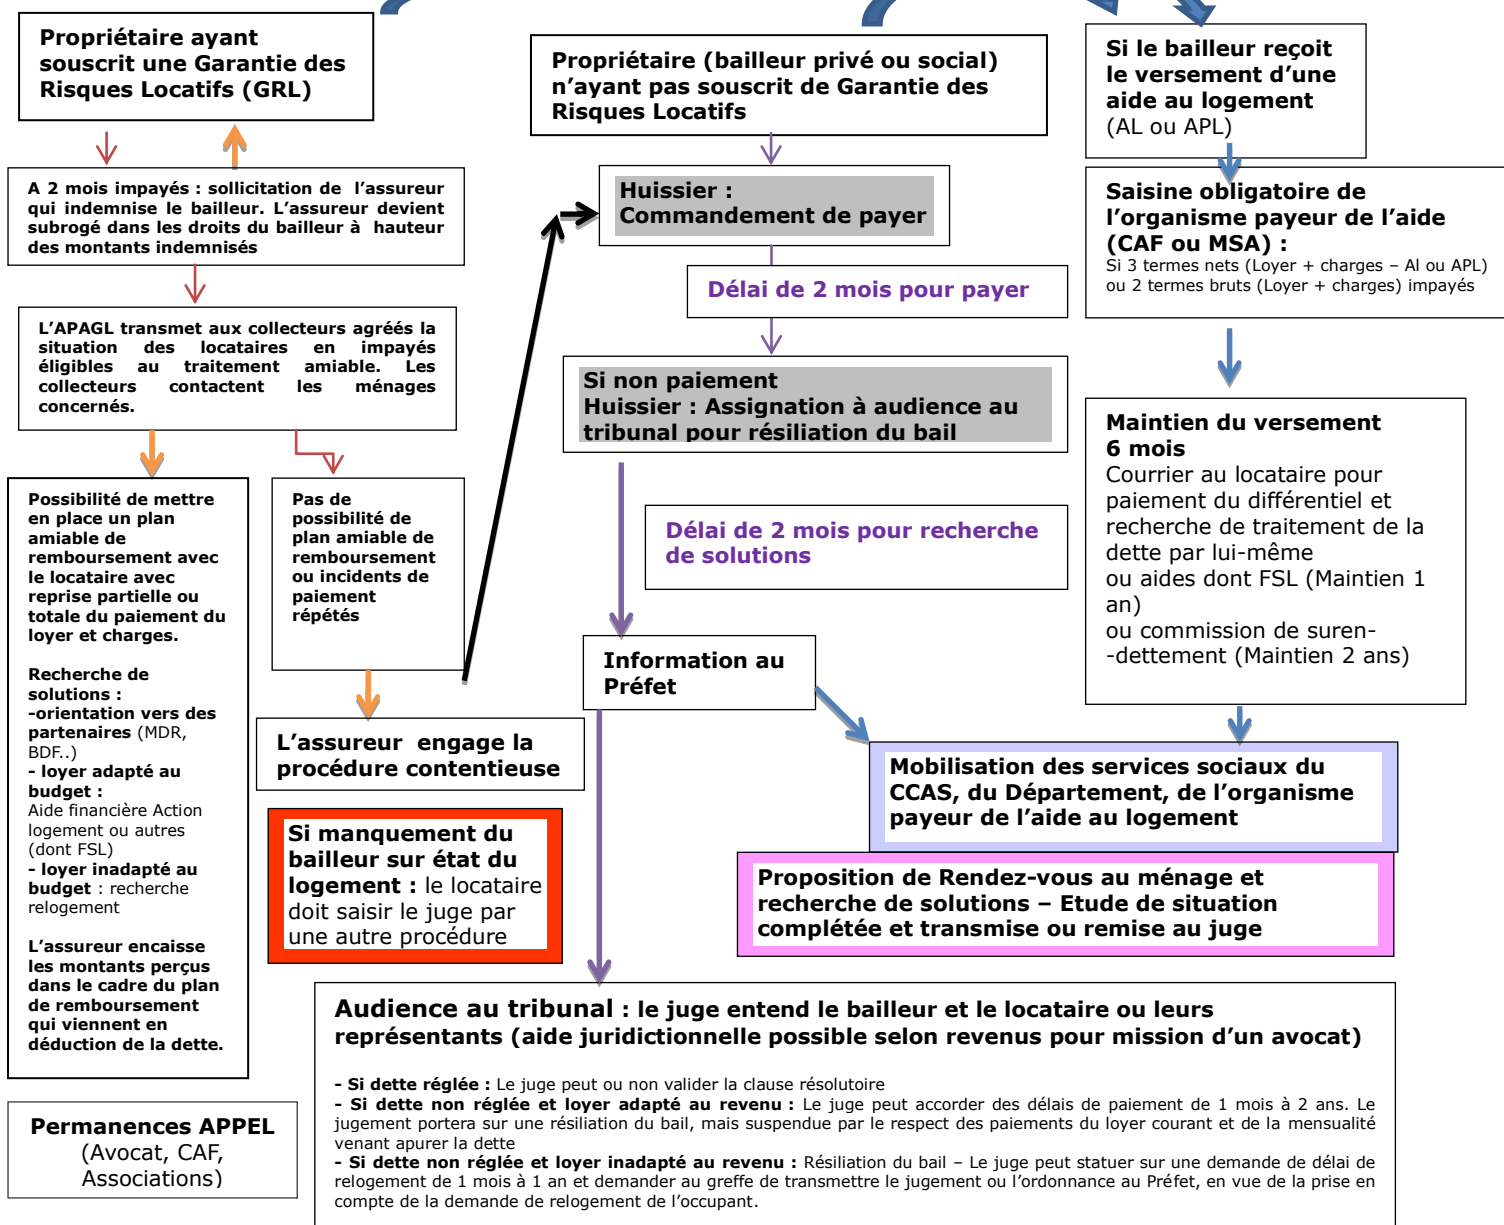 Propriétaire ayant
souscrit une Garantie des
Risques Locatifs (GRL)
A 2 mois impayés : sollicitation de l’assureur
qui indemnise le bailleur. L’assureur devient
subrogé dans les droits du bailleur à hauteur
des montants indemnisés
L’APAGL transmet aux collecteurs agréés la
situation des locataires en impayés
éligibles au traitement amiable. Les
collecteurs contactent les ménages
concernés.
Possibilité de mettre
en place un plan
amiable de
remboursement avec
le locataire avec
reprise partielle ou
totale du paiement du
loyer et charges.
Recherche de
solutions :
-orientation vers des
partenaires (MDR,
BDF..)
- loyer adapté au
budget :
Aide financière Action
logement ou autres
(dont FSL)
- loyer inadapté au
budget : recherche
relogement
L’assureur encaisse
les montants perçus
dans le cadre du plan
de remboursement
qui viennent en
déduction de la dette.
Pas de
possibilité de
plan amiable de
remboursement
ou incidents de
paiement
répétés
L’assureur engage la
procédure contentieuse
Si manquement du
bailleur sur état du
logement : le locataire
doit saisir le juge par
une autre procédure
Propriétaire (bailleur privé ou social)
n’ayant pas souscrit de Garantie des
Risques Locatifs
Huissier :
Commandement de payer
Délai de 2 mois pour payer
Si non paiement
Huissier : Assignation à audience au
tribunal pour résiliation du bail
Délai de 2 mois pour recherche
de solutions
Information au
Préfet
Si le bailleur reçoit
le versement d’une
aide au logement
(AL ou APL)
Saisine obligatoire de
l’organisme payeur de l’aide
(CAF ou MSA) :
Si 3 termes nets (Loyer + charges – Al ou APL)
ou 2 termes bruts (Loyer + charges) impayés
Maintien du versement
6 mois
Courrier au locataire pour
paiement du différentiel et
recherche de traitement de la
dette par lui-même
ou aides dont FSL (Maintien 1
an)
ou commission de suren-
-dettement (Maintien 2 ans)
Mobilisation des services sociaux du
CCAS, du Département, de l’organisme
payeur de l’aide au logement
Proposition de Rendez-vous au ménage et
recherche de solutions – Etude de situation
complétée et transmise ou remise au juge
Audience au tribunal : le juge entend le bailleur et le locataire ou leurs
représentants (aide juridictionnelle possible selon revenus pour mission d’un avocat)
- Si dette réglée : Le juge peut ou non valider la clause résolutoire
- Si dette non réglée et loyer adapté au revenu : Le juge peut accorder des délais de paiement de 1 mois à 2 ans. Le
jugement portera sur une résiliation du bail, mais suspendue par le respect des paiements du loyer courant et de la mensualité
venant apurer la dette
- Si dette non réglée et loyer inadapté au revenu : Résiliation du bail – Le juge peut statuer sur une demande de délai de
relogement de 1 mois à 1 an et demander au greffe de transmettre le jugement ou l’ordonnance au Préfet, en vue de la prise en
compte de la demande de relogement de l’occupant.
Permanences APPEL
(Avocat, CAF,
Associations)